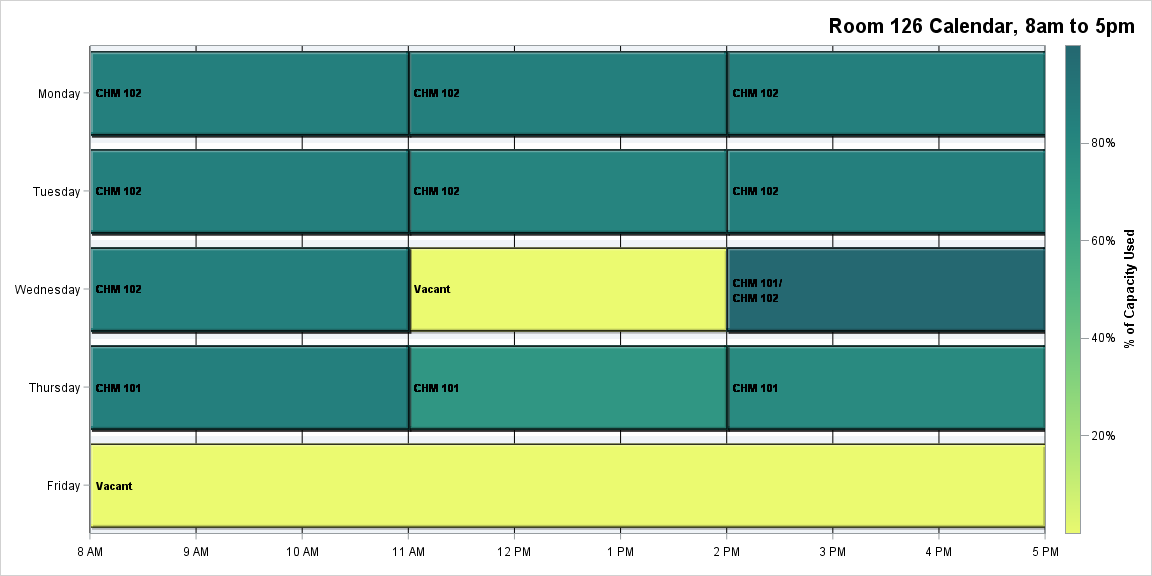 Room 126 Calendar, 8am to 5pm
Monday
CHM 102
CHM 102
CHM 102
Tuesday
CHM 102
CHM 102
CHM 102
Wednesday
CHM 102
Vacant
CHM 101/
CHM 102
Thursday
CHM 101
CHM 101
CHM 101
Friday
Vacant
8 AM
9 AM
10 AM
11 AM
12 PM
1 PM
2 PM
3 PM
4 PM
5 PM
80%
60%
40%
20%
% of Capacity Used